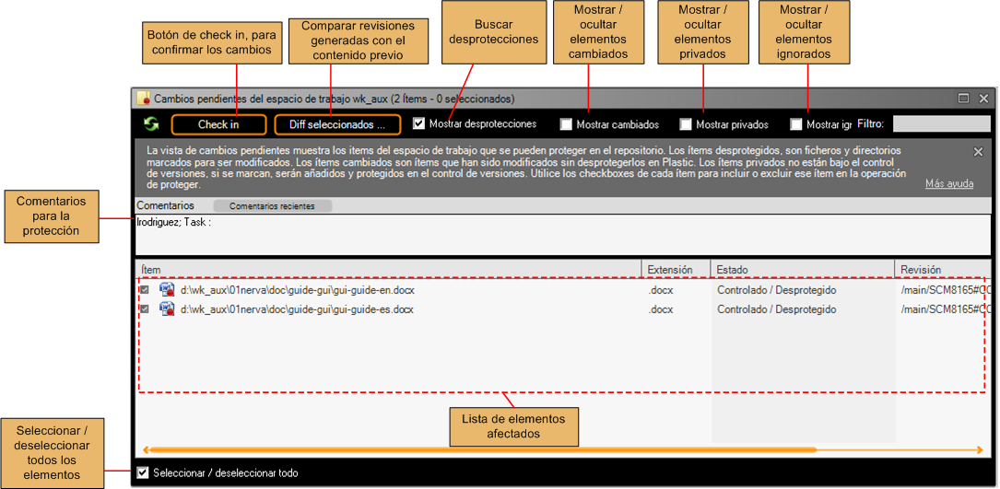 Botón de check in, para
confirmar los cambios
Comparar revisiones
generadas con el
contenido previo
Buscar
desprotecciones
Mostrar /
ocultar
elementos
cambiados
Mostrar /
ocultar
elementos
privados
Mostrar /
ocultar
elementos
ignorados
Cambios pendientes del espacio de trabajo wk_aux (2 Ítems - 0 seleccionados)
Check in
Diff seleccionados ...
Mostrar desprotecciones
Mostrar cambiados
Mostrar privados
Mostrar igr
Filtro:
La vista de cambios pendientes muestra los items del espacio de trabajo que se pueden proteger en el repositorio. Los ítems desprotegidos, son ficheros y directorios
marcados para ser modificados. Los ítems cambiados son ítems que han sido modificados sin desprotegerlos en Plastic. Los ítems privados no están bajo el control
de versiones, si se marcan, serán añadidos y protegidos en el control de versiones. Utilice los checkboxes de cada ítem para incluir o excluir ese ítem en la operación
de proteger.
Más ayuda
Comentarios
para la
protección
Comentarios
Comentarios recientes
lrodriguez; Task :
Ítem
Extensión
Estado
Revisión
d:\wk_aux\01nerva\doc\guide-gui\gui-guide-en.docx
.docx
Controlado / Desprotegido
/main/SCM8165#CO
d:\wk_aux\01nerva\doc\guide-gui\gui-guide-es.docx
.docx
Controlado / Desprotegido
/main/SCM8165#CO
Lista de elementos
afectados
Seleccionar /
deseleccionar
todos los
elementos
Seleccionar / deseleccionar todo